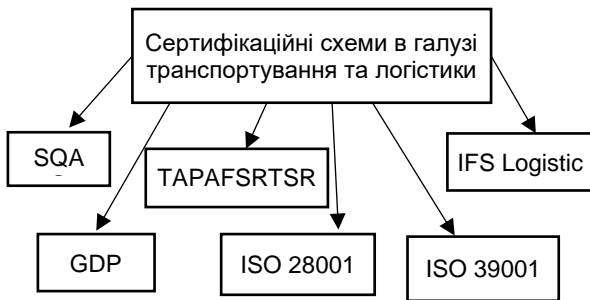 Сертифікаційні схеми в галузі
транспортування та логістики
SQA
TAPAFSRTSR
IFS Logistic
GDP
ISO 28001
ISO 39001